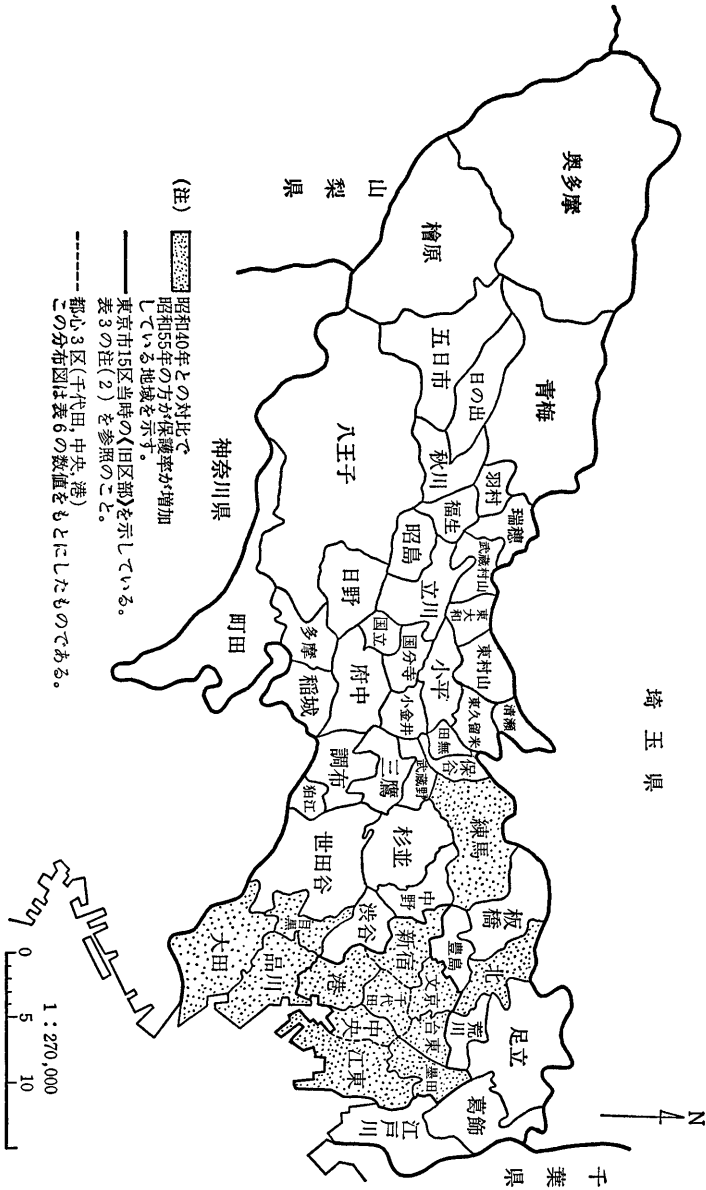 N
千葉県
埼玉県
山梨県
神奈川県
奥多摩
檜原
青梅
五日市
日の出
八王子
秋川
羽村
瑞穂
福生
昭島
武蔵村山
東大和
立川
日野
東村山
清瀬
東久留米
小平
国分寺
国立
多摩
町田
稲城
府中
小金井
田無
保谷
武蔵野
三鷹
調布
狛江
練馬
杉並
世田谷
板橋
中野
渋谷
目黒
大田
品川
港
新宿
豊島
北
文京
千代田
中央
台東
荒川
足立
墨田
江東
葛飾
江戸川
(注)
昭和40年との対比で
昭和55年の方が保護率が増加
している地域を示す。
東京市15区当時の《旧区部》を示している。
表3の注(2)を参照のこと。
都心3区(千代田,中央,港)
この分布図は表6の数値をもとにしたものである。
1:270,000
0 5 10